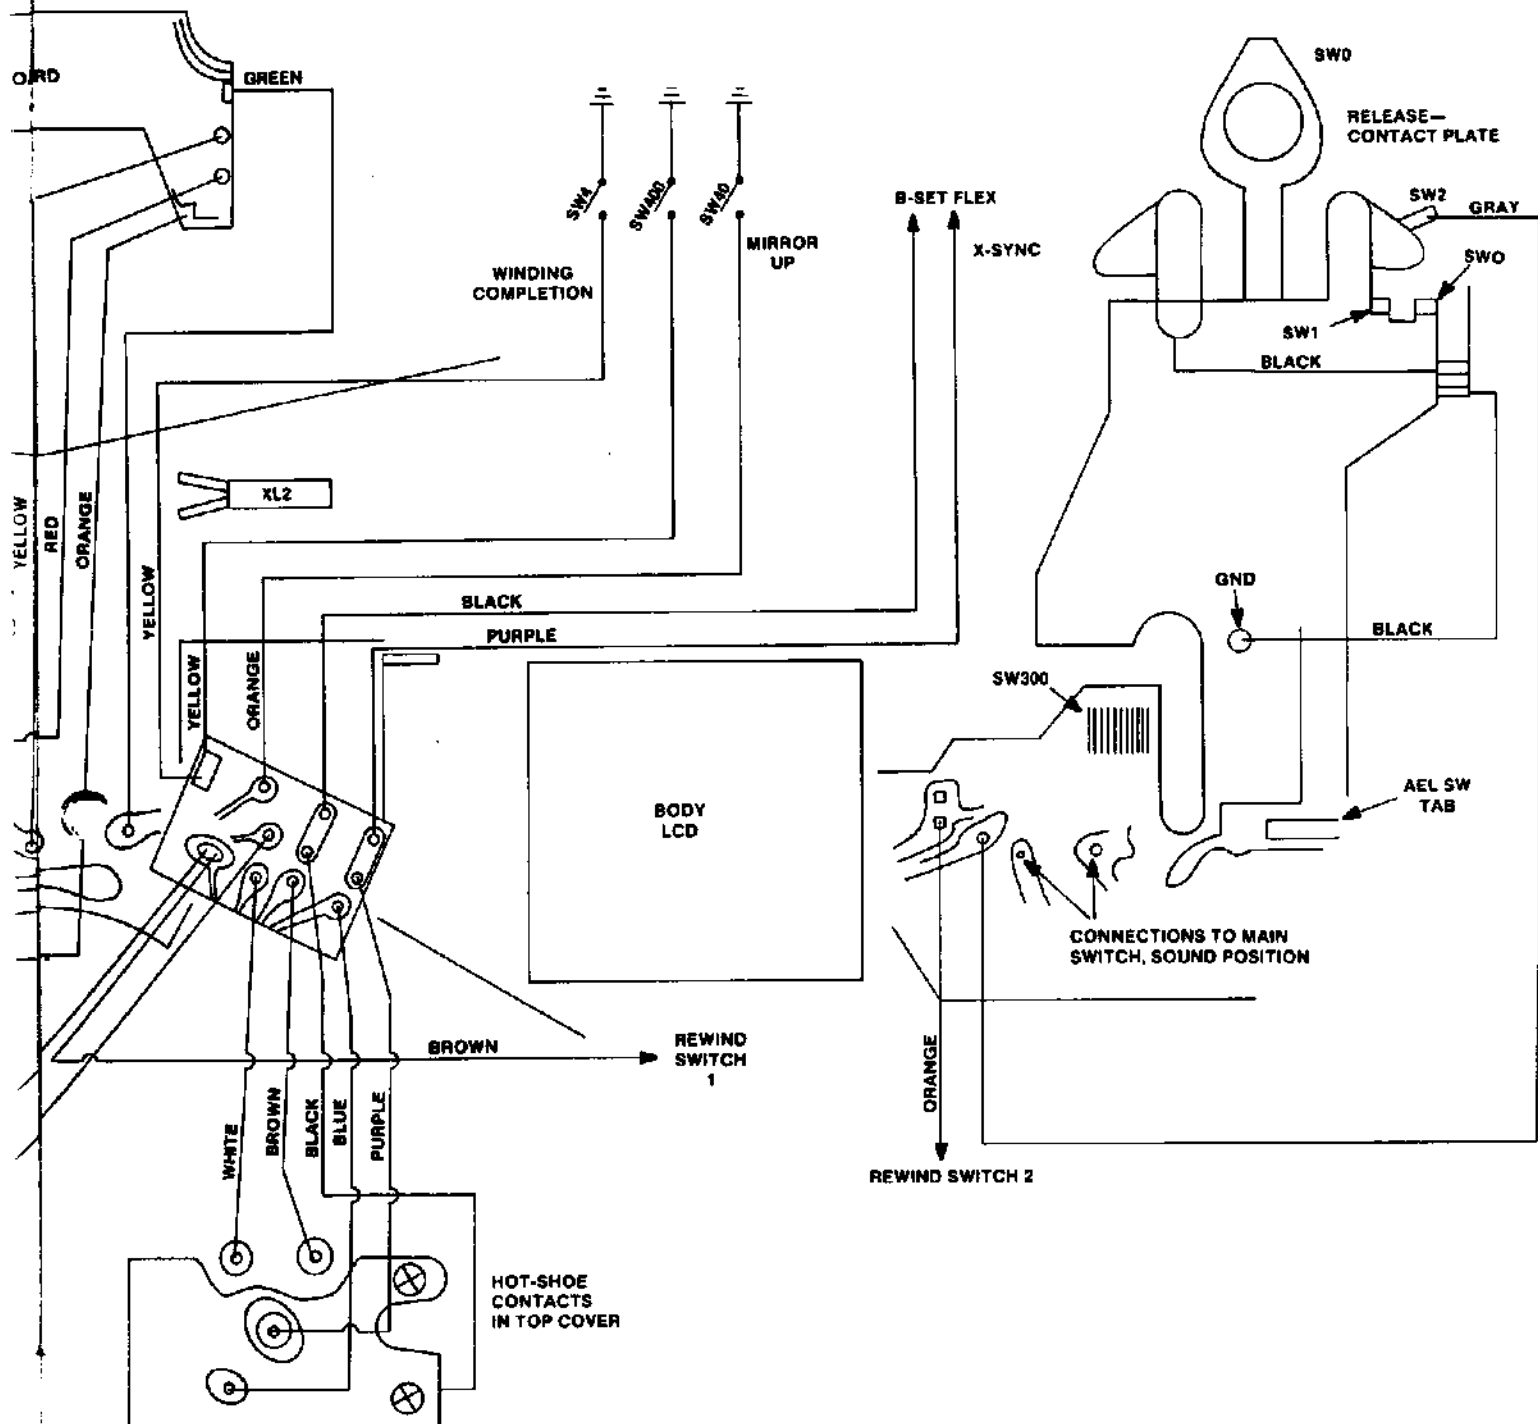 O.RD
GREEN
SW0
RELEASE—
CONTACT PLATE
SW4
SW400
SW40
B-SET FLEX
SW2
GRAY
MIRROR
UP
X-SYNC
SWO
WINDING
COMPLETION
SW1
BLACK
XL2
YELLOW
RED
ORANGE
YELLOW
BLACK
GND
PURPLE
BLACK
YELLOW
ORANGE
SW300
AEL SW
TAB
BODY
LCD
CONNECTIONS TO MAIN
SWITCH, SOUND POSITION
BROWN
REWIND
SWITCH
1
ORANGE
WHITE
BROWN
BLACK
BLUE
PURPLE
REWIND SWITCH 2
HOT-SHOE
CONTACTS
IN TOP COVER